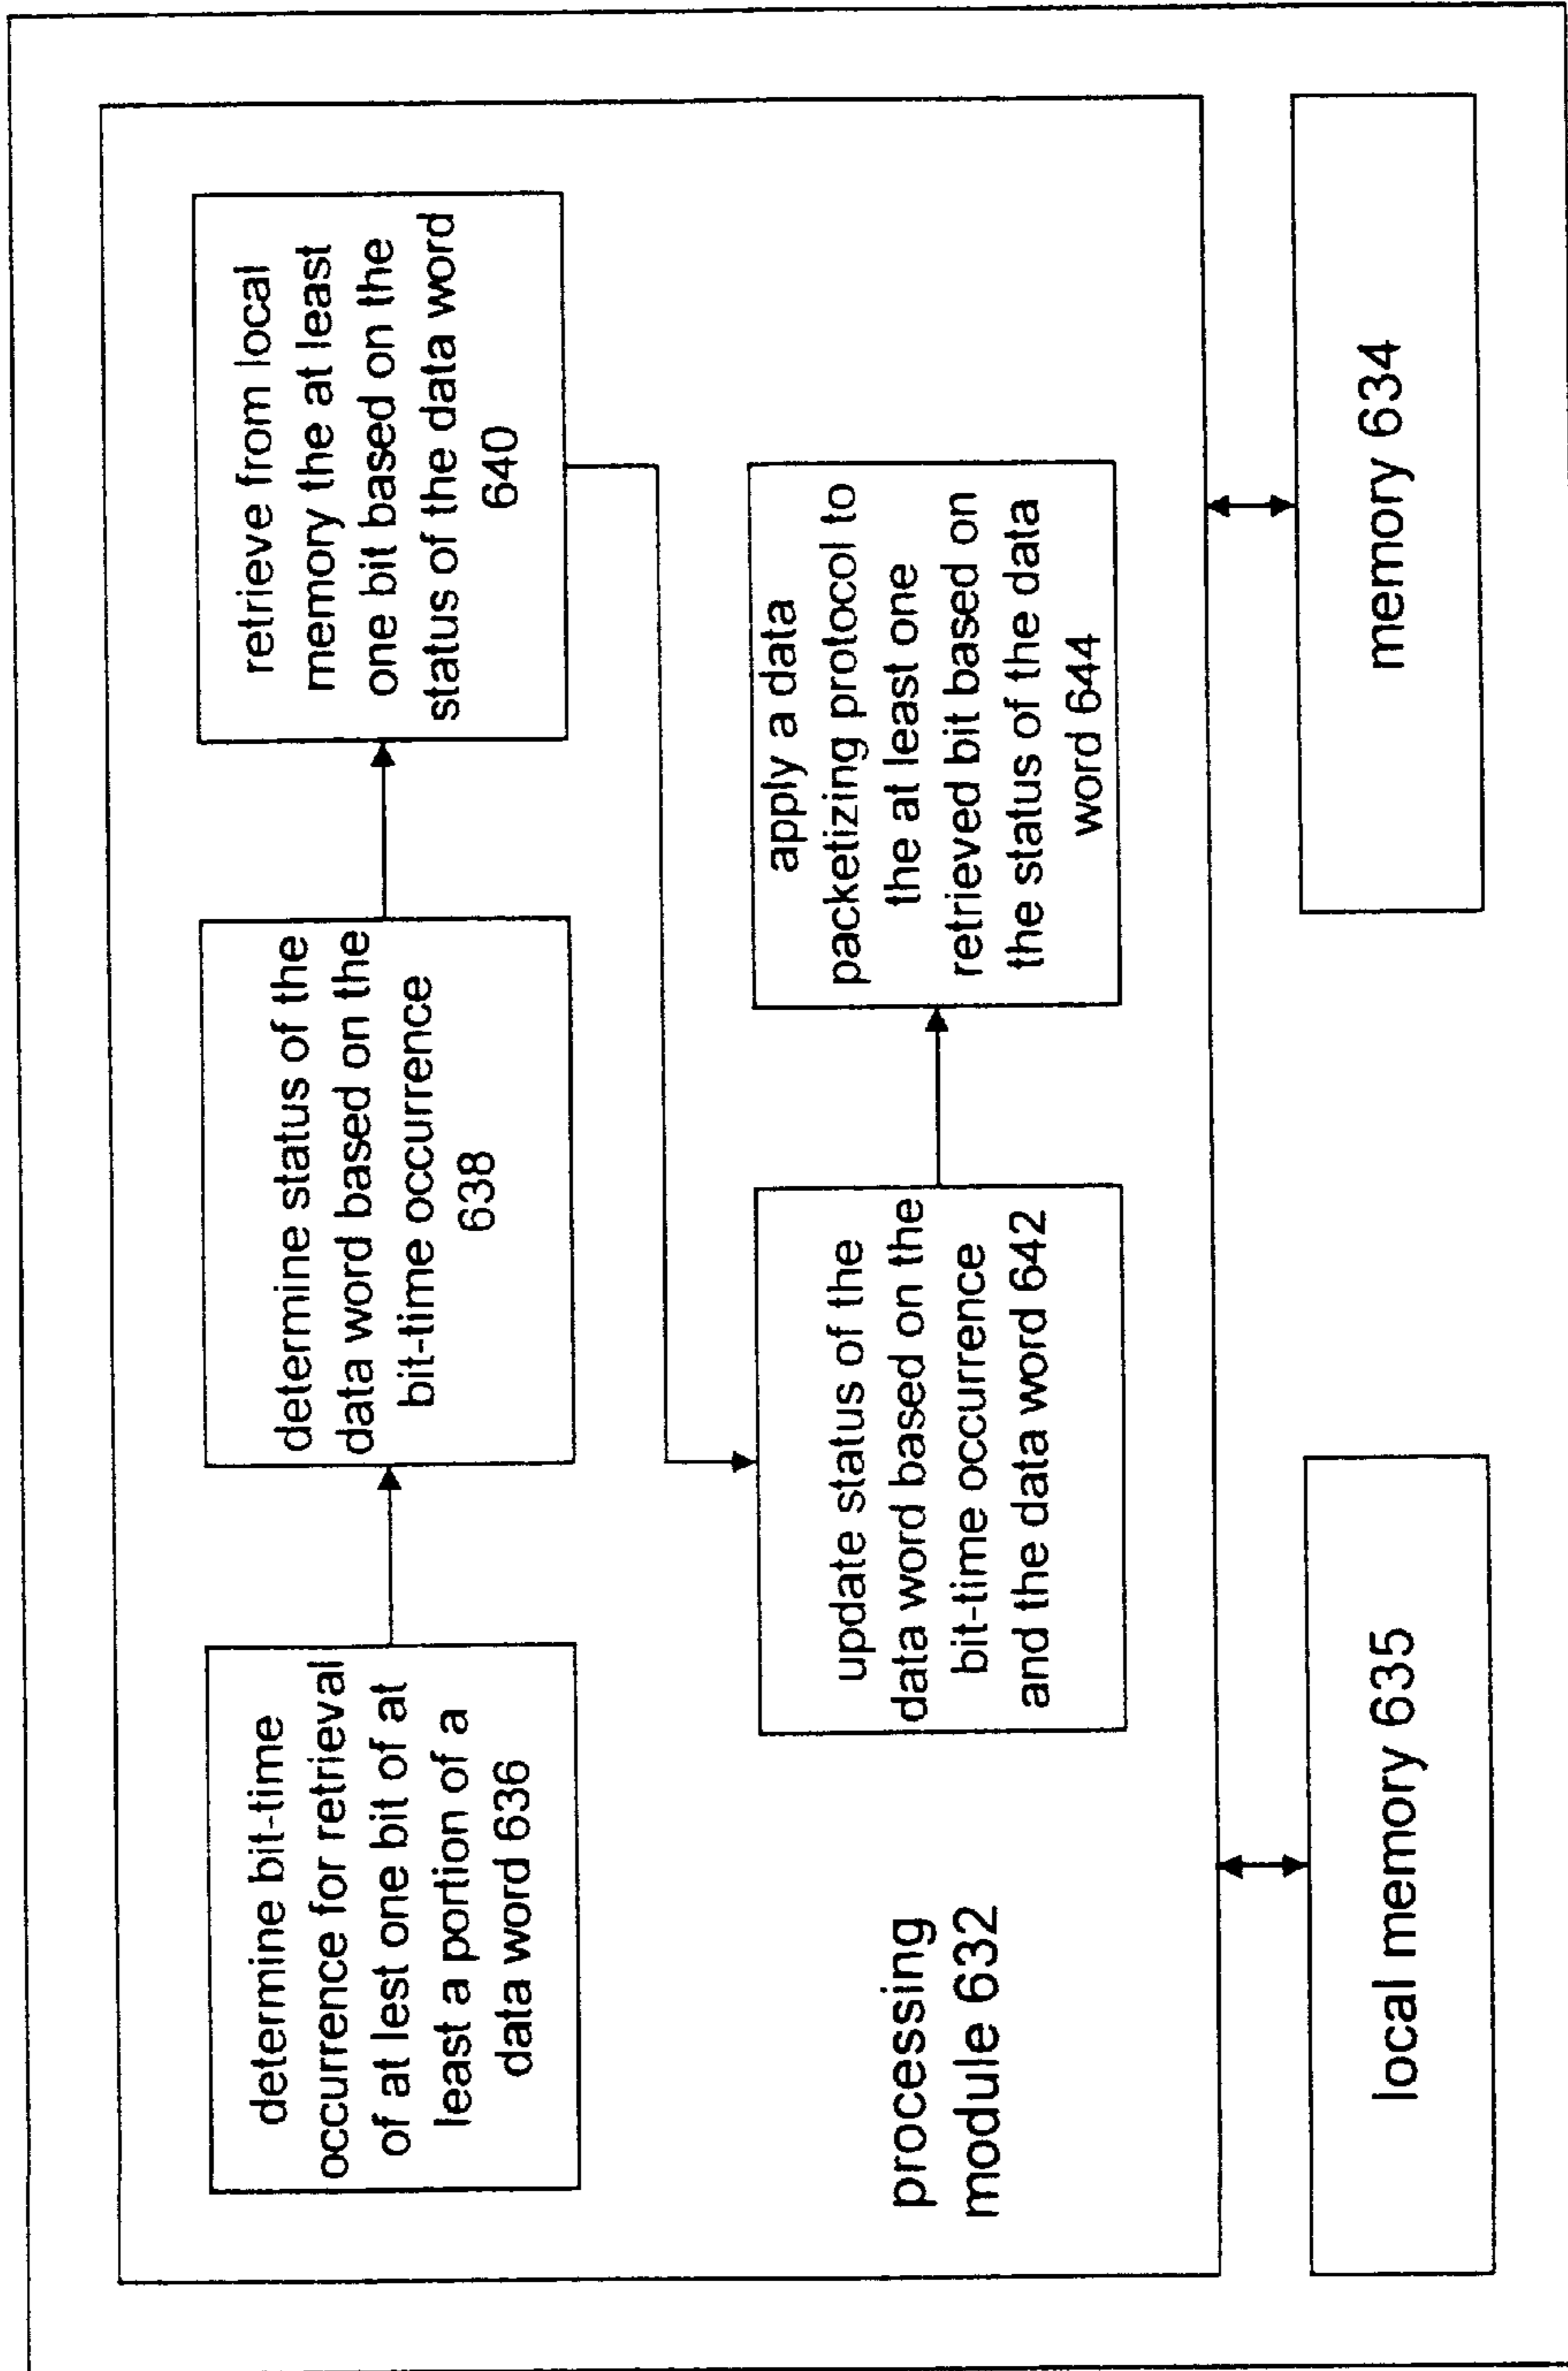 determine bit-time
occurrence for retrieval
of at lest one bit of at
least a portion of a
data word 636
determine status of the
data word based on the
bit-time occurrence
638
retrieve from local
memory the at least
one bit based on the
status of the data word
640
update status of the
data word based on the
bit-time occurrence
and the data word 642
apply a data
packetizing protocol to
the at least one
retrieved bit based on
the status of the data
word 644
processing
module 632
local memory 635
memory 634